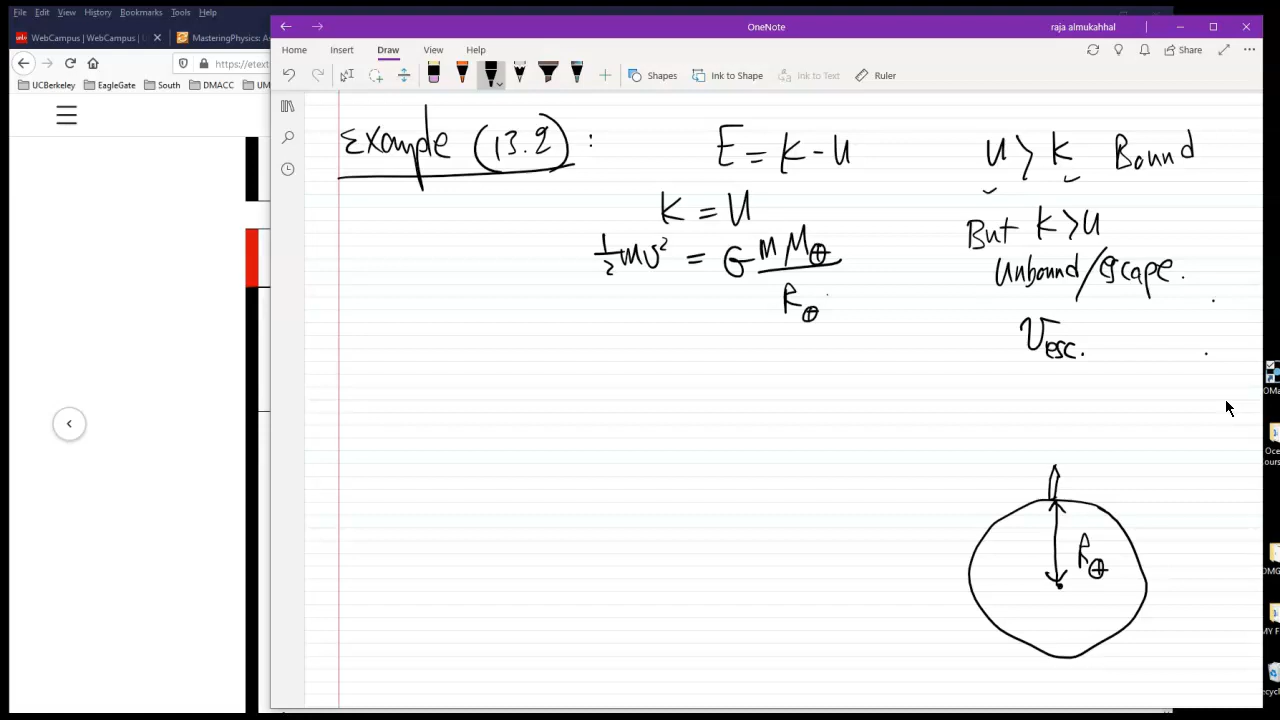 File Edit View History Bookmarks Tools Help
WebCampus | WebCampus | MasteringPhysics:
https://etext
UCBerkeley EagleGate South DMACC UM
OneNote
raja almukahhal
Home Insert Draw View Help
Share
Shapes Ink to Shape Ink to Text Ruler
Example (13.2) :
E = K - U
K = U
½mv² = G m M⊕ / R⊕
U > K Bound
But K > U
Unbound/escape.
Vesc.
R⊕
MY F